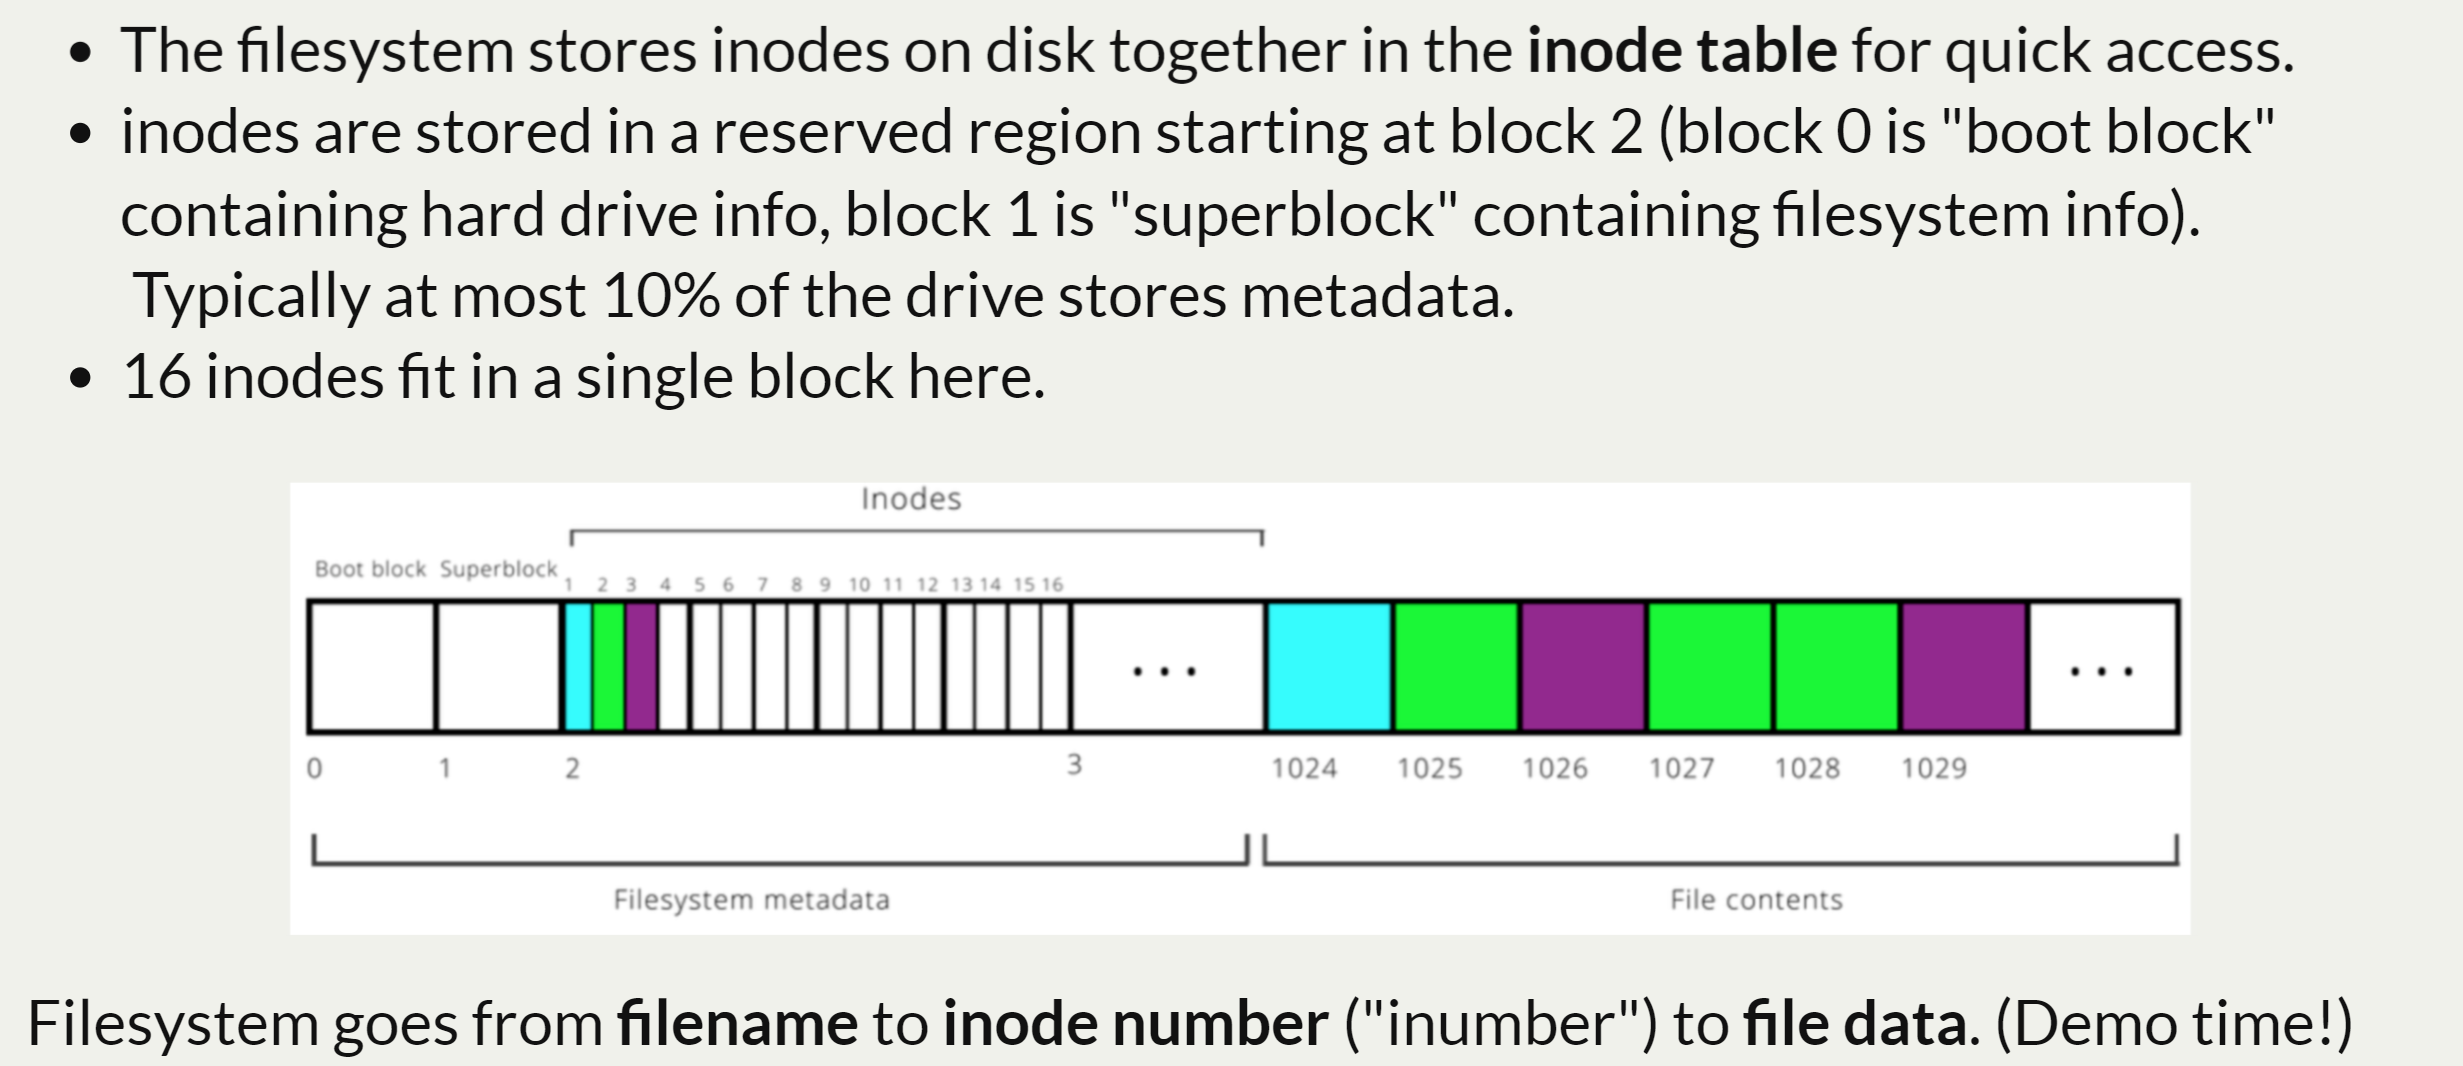 • The filesystem stores inodes on disk together in the inode table for quick access.
• inodes are stored in a reserved region starting at block 2 (block 0 is "boot block"
containing hard drive info, block 1 is "superblock" containing filesystem info).
Typically at most 10% of the drive stores metadata.
• 16 inodes fit in a single block here.
Inodes
Boot block Superblock
1 2 3 4 5 6 7 8 9 10 11 12 13 14 15 16
... ...
0 1 2 3 1024 1025 1026 1027 1028 1029
Filesystem metadata File contents
Filesystem goes from filename to inode number ("inumber") to file data. (Demo time!)